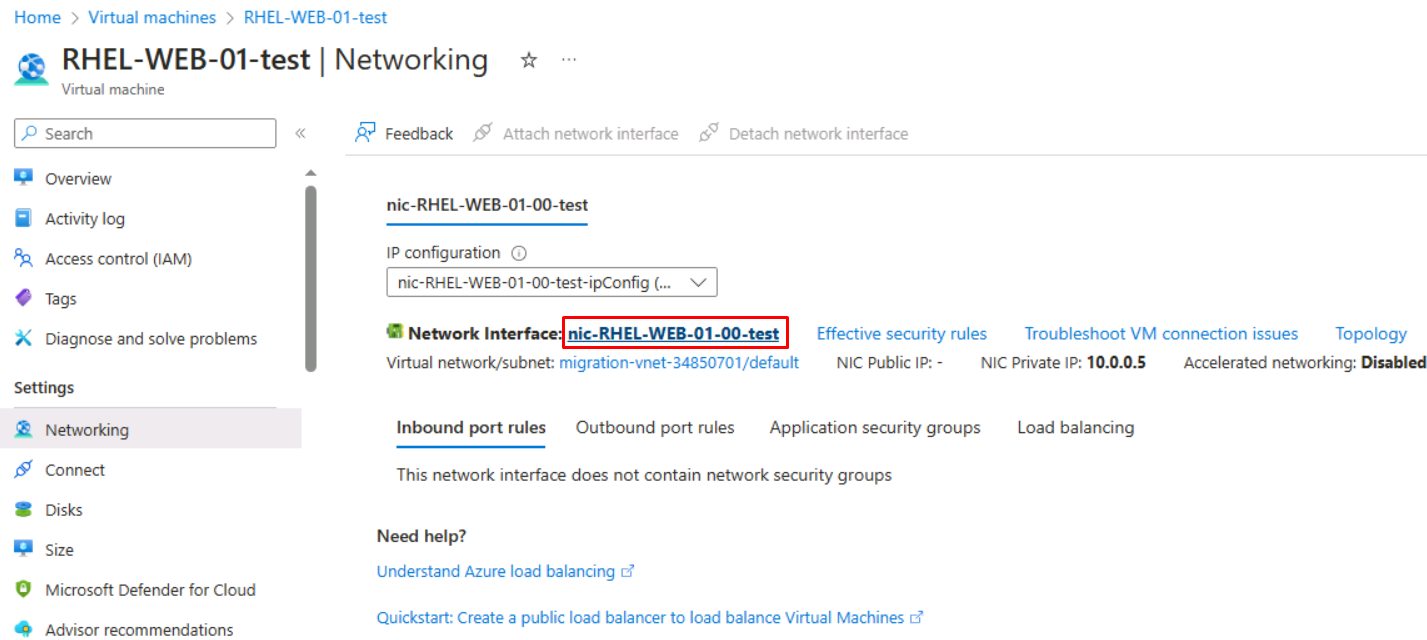 Home > Virtual machines > RHEL-WEB-01-test
RHEL-WEB-01-test | Networking ☆ ···
Virtual machine
Search «
Overview
Activity log
Access control (IAM)
Tags
Diagnose and solve problems
Settings
Networking
Connect
Disks
Size
Microsoft Defender for Cloud
Advisor recommendations
Feedback Attach network interface Detach network interface
nic-RHEL-WEB-01-00-test
IP configuration
nic-RHEL-WEB-01-00-test-ipConfig (...
Network Interface: nic-RHEL-WEB-01-00-test Effective security rules Troubleshoot VM connection issues Topology
Virtual network/subnet: migration-vnet-34850701/default NIC Public IP: - NIC Private IP: 10.0.0.5 Accelerated networking: Disabled
Inbound port rules Outbound port rules Application security groups Load balancing
This network interface does not contain network security groups
Need help?
Understand Azure load balancing
Quickstart: Create a public load balancer to load balance Virtual Machines